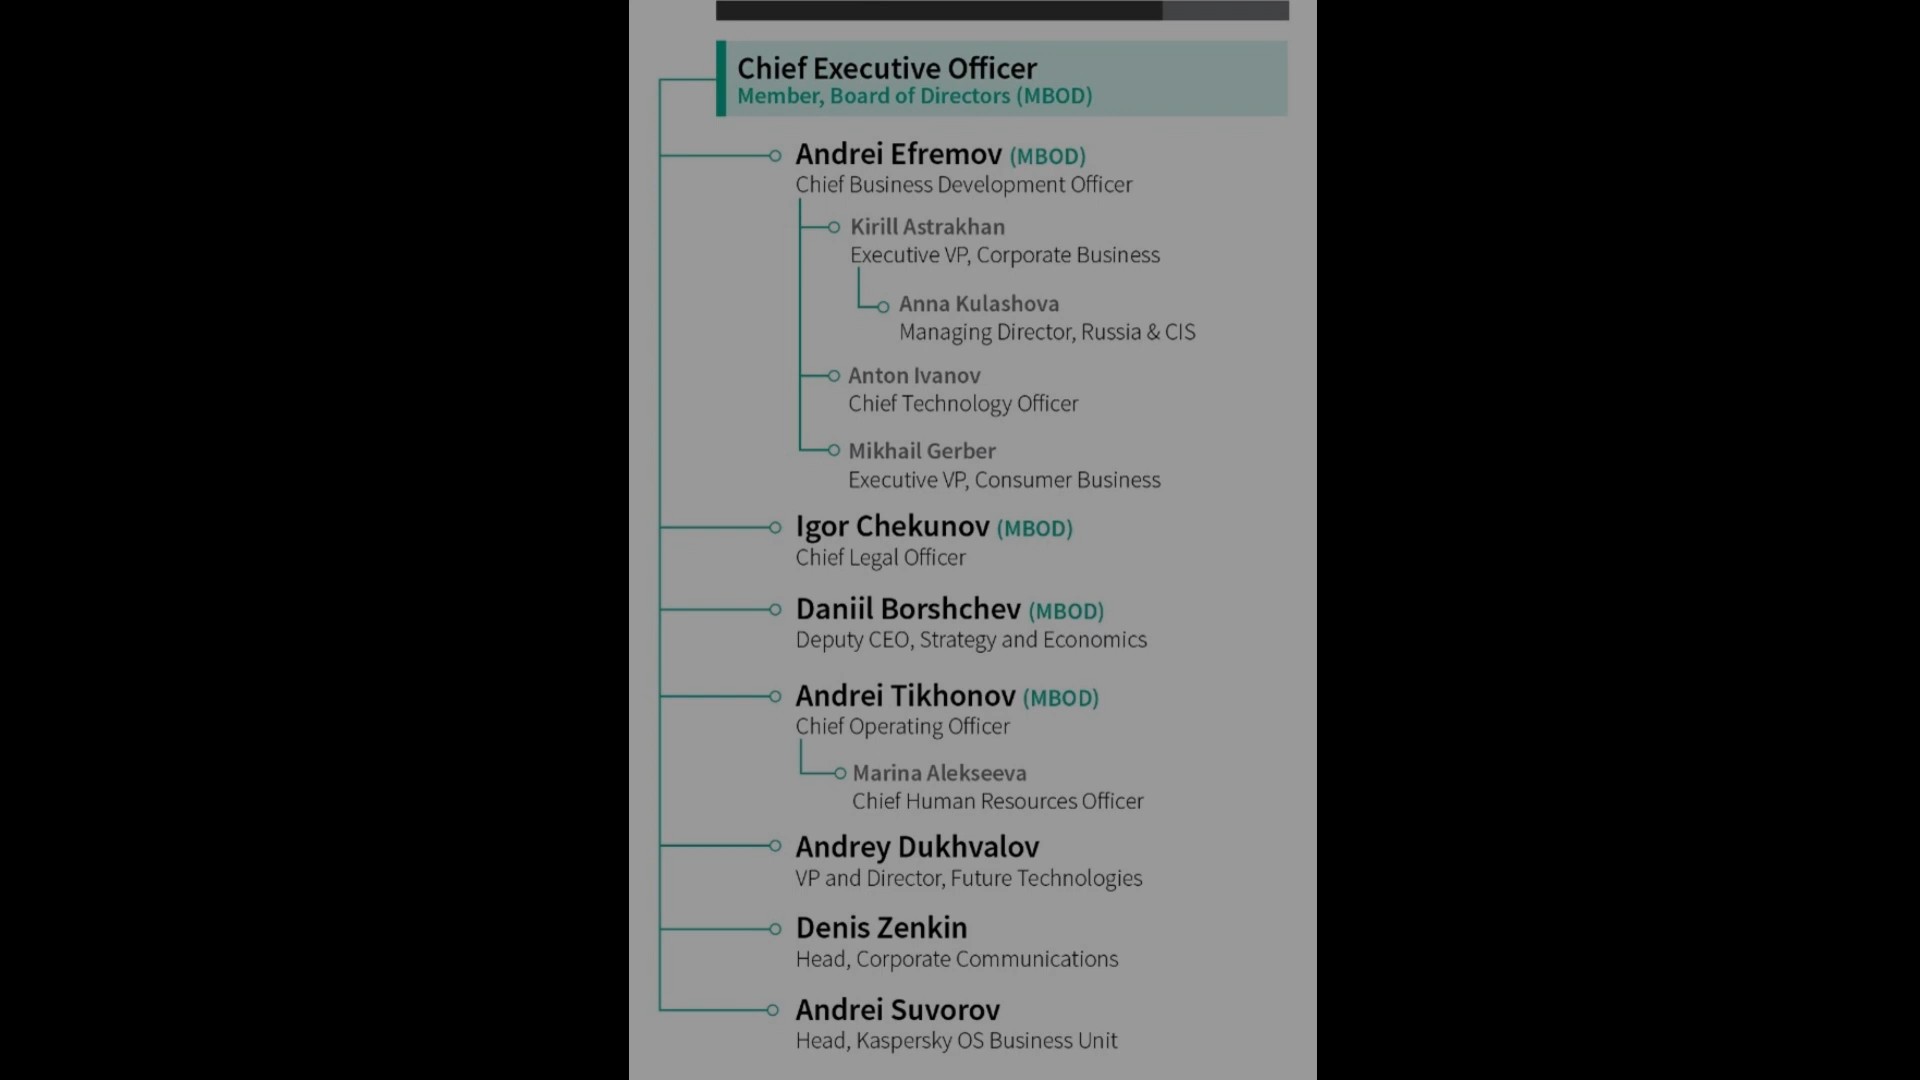 Chief Executive Officer
Member, Board of Directors (MBOD)
Andrei Efremov (MBOD)
Chief Business Development Officer
Kirill Astrakhan
Executive VP, Corporate Business
Anna Kulashova
Managing Director, Russia & CIS
Anton Ivanov
Chief Technology Officer
Mikhail Gerber
Executive VP, Consumer Business
Igor Chekunov (MBOD)
Chief Legal Officer
Daniil Borshchev (MBOD)
Deputy CEO, Strategy and Economics
Andrei Tikhonov (MBOD)
Chief Operating Officer
Marina Alekseeva
Chief Human Resources Officer
Andrey Dukhvalov
VP and Director, Future Technologies
Denis Zenkin
Head, Corporate Communications
Andrei Suvorov
Head, Kaspersky OS Business Unit